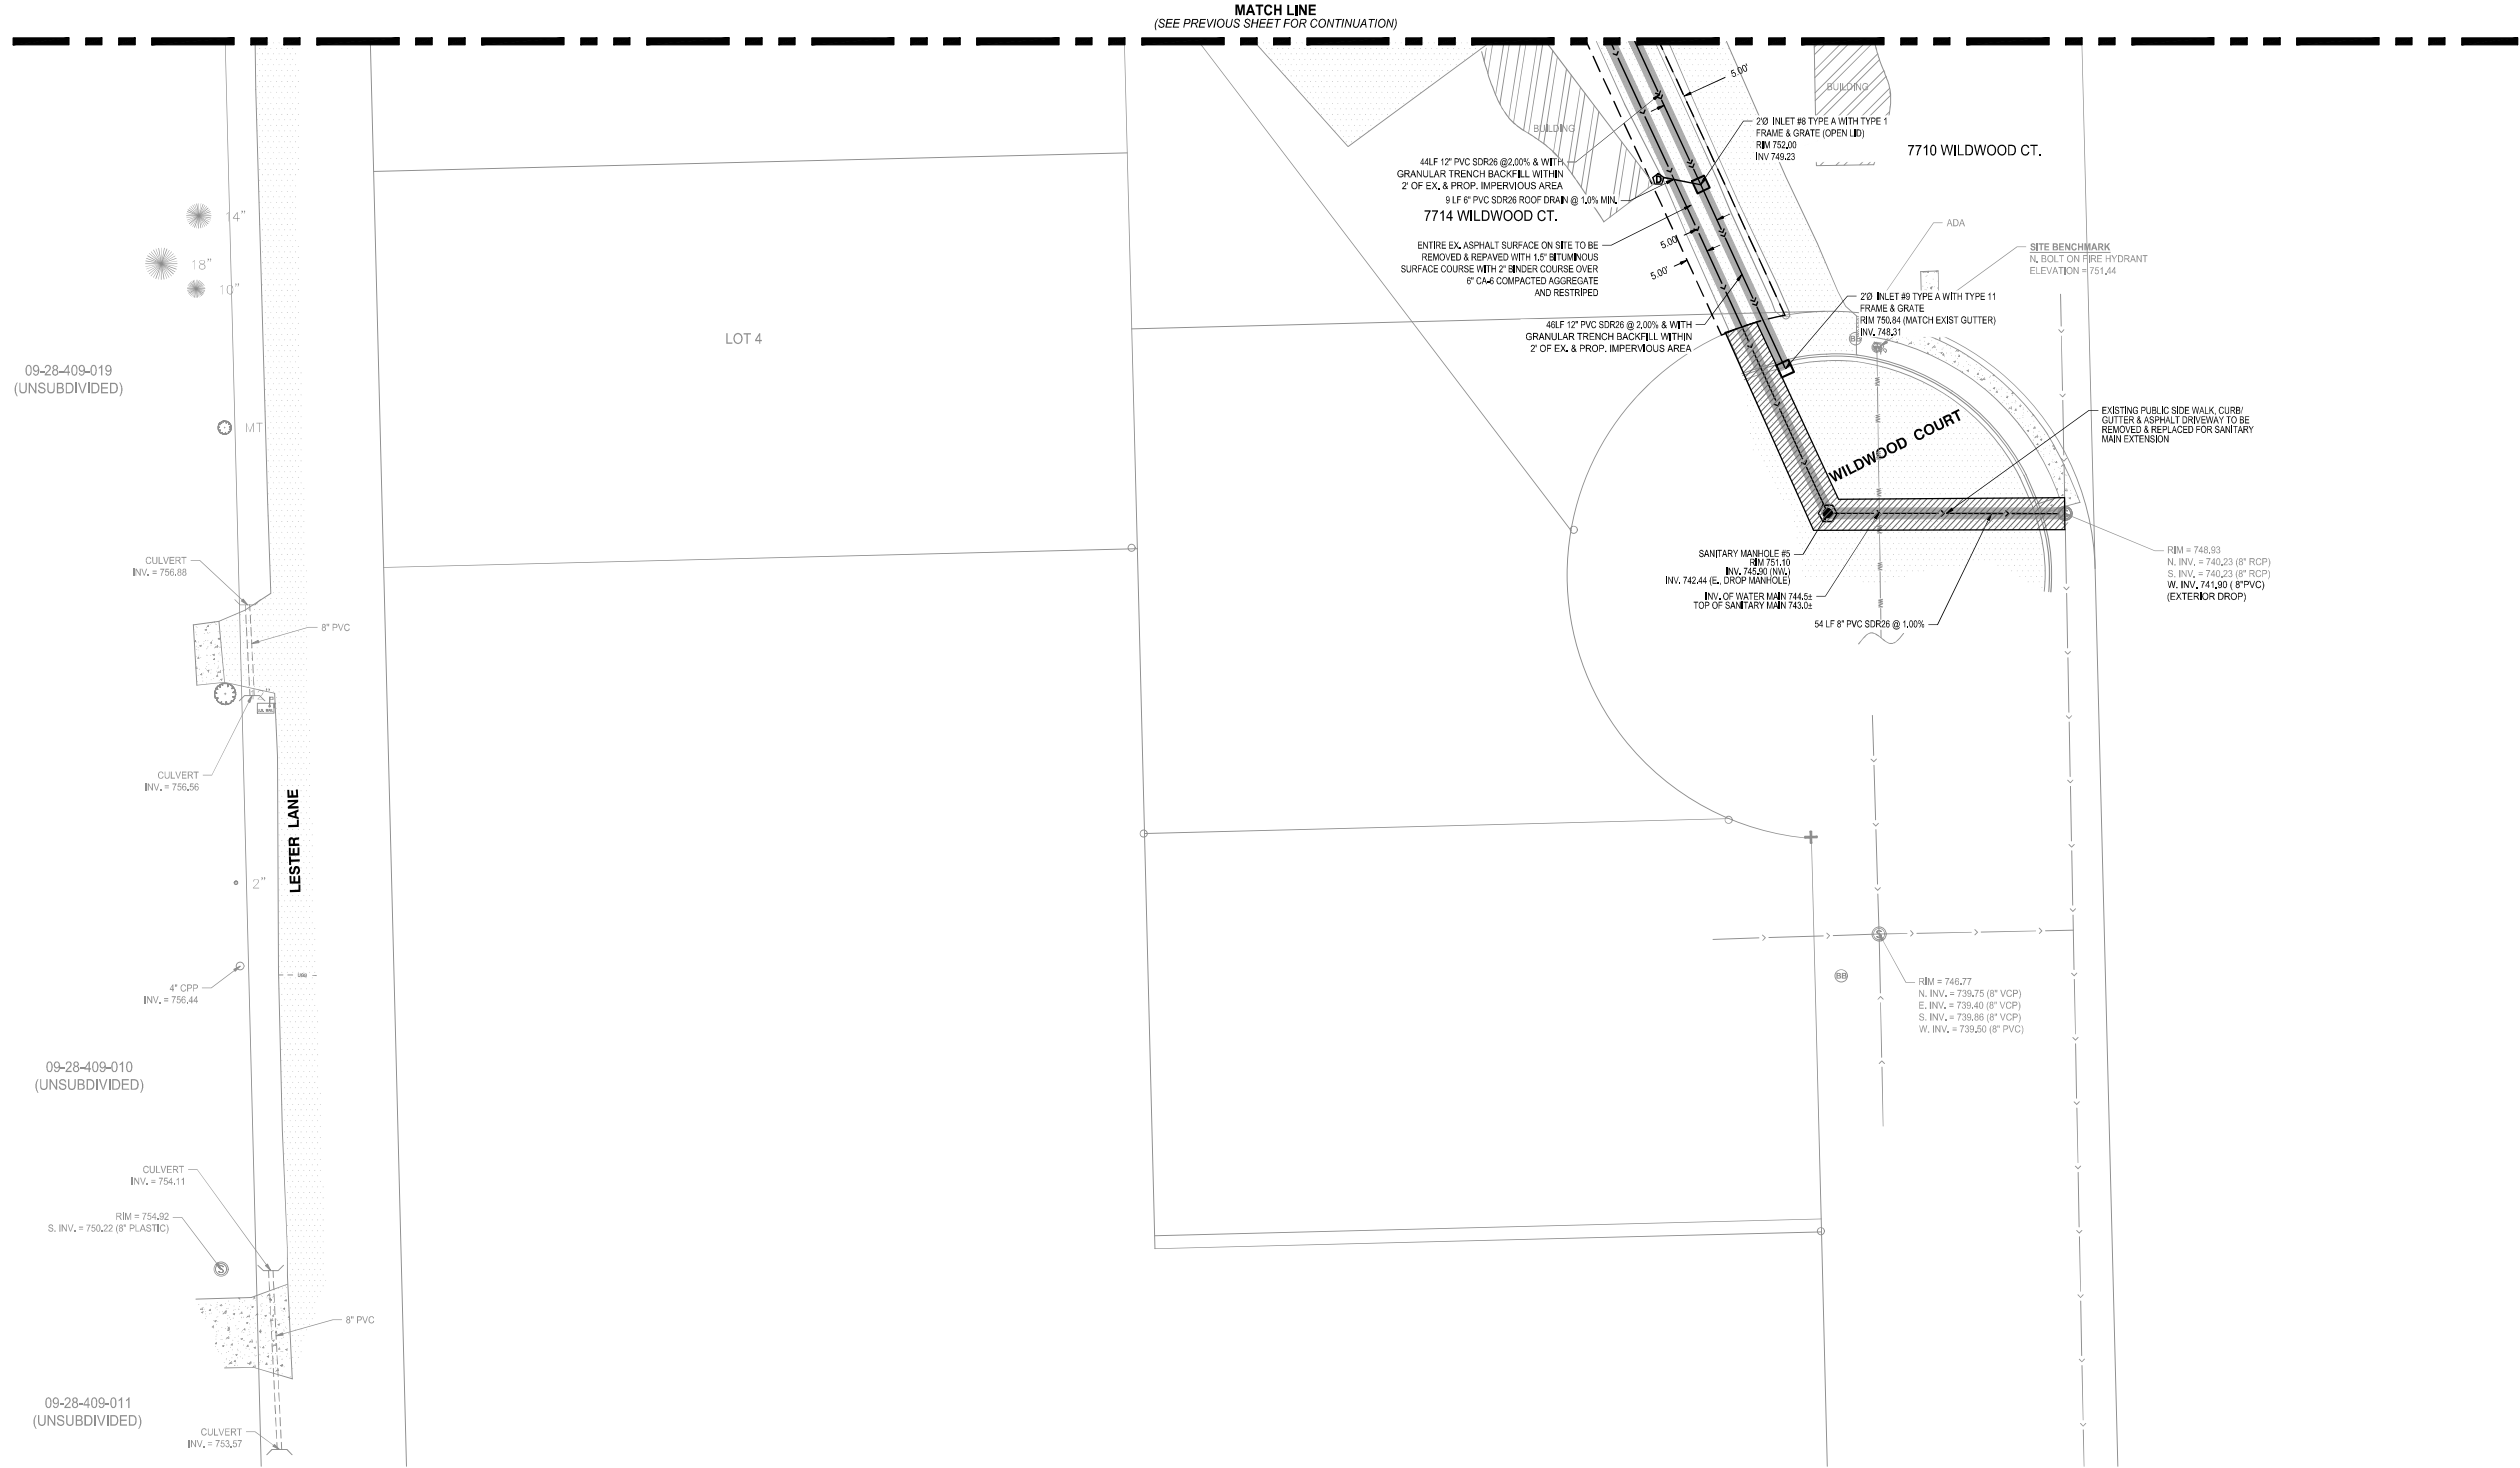 MATCH LINE
(SEE PREVIOUS SHEET FOR CONTINUATION)
5.00'
BUILDING
BUILDING
2'Ø INLET #8 TYPE A WITH TYPE 1
FRAME & GRATE (OPEN LID)
RIM 752.00
INV 749.23
7710 WILDWOOD CT.
44LF 12" PVC SDR26 @2.00% & WITH
GRANULAR TRENCH BACKFILL WITHIN
2' OF EX. & PROP. IMPERVIOUS AREA
9 LF 6" PVC SDR26 ROOF DRAIN @ 1.0% MIN.
D
7714 WILDWOOD CT.
14"
18"
10"
ADA
ENTIRE EX. ASPHALT SURFACE ON SITE TO BE
REMOVED & REPAVED WITH 1.5" BITUMINOUS
SURFACE COURSE WITH 2" BINDER COURSE OVER
6" CA-6 COMPACTED AGGREGATE
AND RESTRIPED
5.00'
5.00'
SITE BENCHMARK
N. BOLT ON FIRE HYDRANT
ELEVATION = 751.44
2'Ø INLET #9 TYPE A WITH TYPE 11
FRAME & GRATE
RIM 750.84 (MATCH EXIST GUTTER)
INV. 748.31
46LF 12" PVC SDR26 @ 2.00% & WITH
GRANULAR TRENCH BACKFILL WITHIN
2' OF EX. & PROP. IMPERVIOUS AREA
LOT 4
09-28-409-019
(UNSUBDIVIDED)
MT
WILDWOOD COURT
EXISTING PUBLIC SIDE WALK, CURB/
GUTTER & ASPHALT DRIVEWAY TO BE
REMOVED & REPLACED FOR SANITARY
MAIN EXTENSION
SANITARY MANHOLE #5
RIM 751.10
INV. 745.90 (NW.)
INV. 742.44 (E., DROP MANHOLE)
INV. OF WATER MAIN 744.5±
TOP OF SANITARY MAIN 743.0±
54 LF 8" PVC SDR26 @ 1.00%
RIM = 748.93
N. INV. = 740.23 (8" RCP)
S. INV. = 740.23 (8" RCP)
W. INV. 741.90 ( 8"PVC)
(EXTERIOR DROP)
CULVERT
INV. = 756.88
8" PVC
CULVERT
INV. = 756.56
LESTER LANE
2"
4" CPP
INV. = 756.44
S
BB
RIM = 746.77
N. INV. = 739.75 (8" VCP)
E. INV. = 739.40 (8" VCP)
S. INV. = 739.86 (8" VCP)
W. INV. = 739.50 (8" PVC)
09-28-409-010
(UNSUBDIVIDED)
CULVERT
INV. = 754.11
RIM = 754.92
S. INV. = 750.22 (8" PLASTIC)
S
8" PVC
09-28-409-011
(UNSUBDIVIDED)
CULVERT
INV. = 753.57